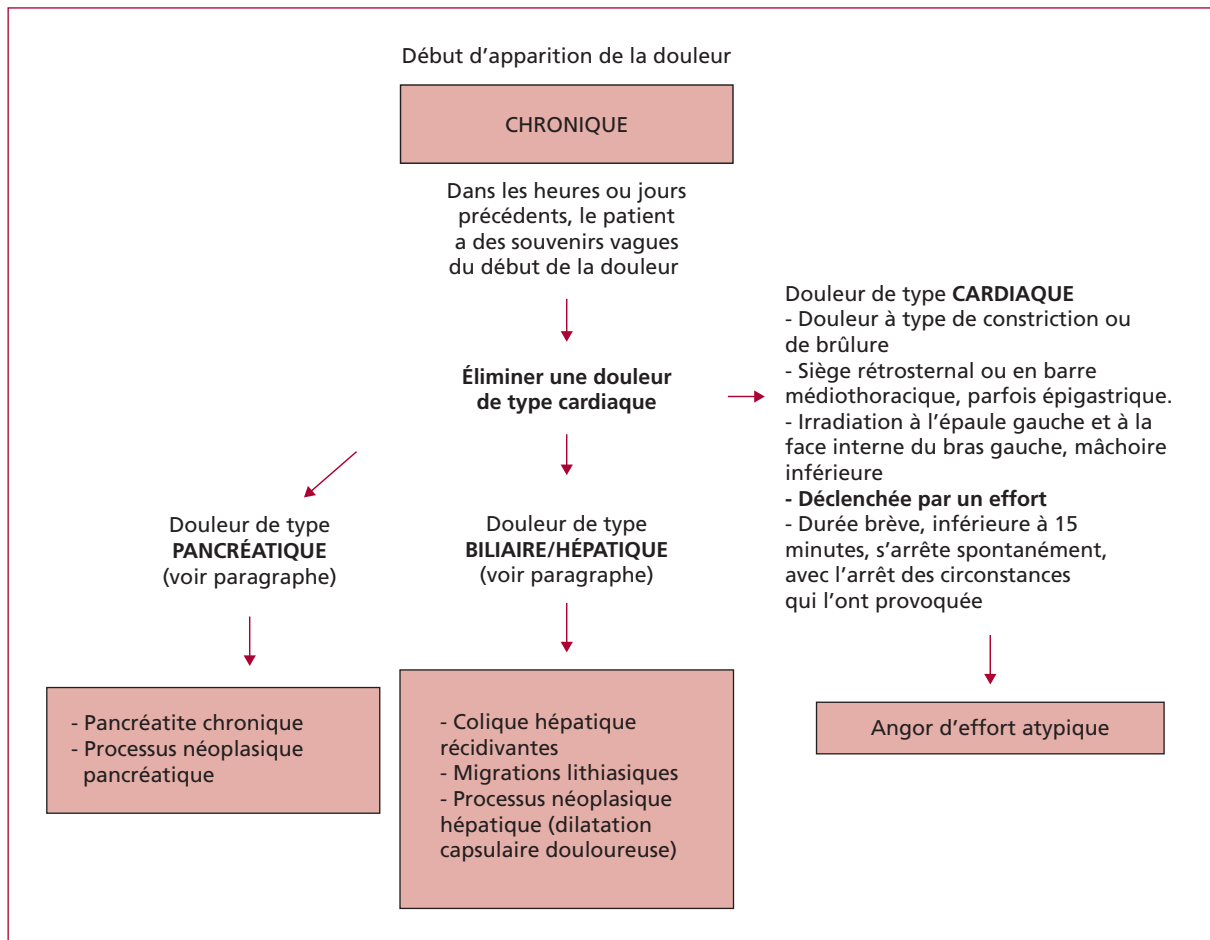 Début d'apparition de la douleur
CHRONIQUE
Dans les heures ou jours
précédents, le patient
a des souvenirs vagues
du début de la douleur
Éliminer une douleur
de type cardiaque
Douleur de type CARDIAQUE
- Douleur à type de constriction ou
de brûlure
- Siège rétrosternal ou en barre
médiothoracique, parfois épigastrique.
- Irradiation à l'épaule gauche et à la
face interne du bras gauche, mâchoire
inférieure
- Déclenchée par un effort
- Durée brève, inférieure à 15
minutes, s'arrête spontanément,
avec l'arrêt des circonstances
qui l'ont provoquée
Douleur de type
PANCRÉATIQUE
(voir paragraphe)
Douleur de type
BILIAIRE/HÉPATIQUE
(voir paragraphe)
- Pancréatite chronique
- Processus néoplasique
pancréatique
- Colique hépatique
récidivantes
- Migrations lithiasiques
- Processus néoplasique
hépatique (dilatation
capsulaire douloureuse)
Angor d'effort atypique